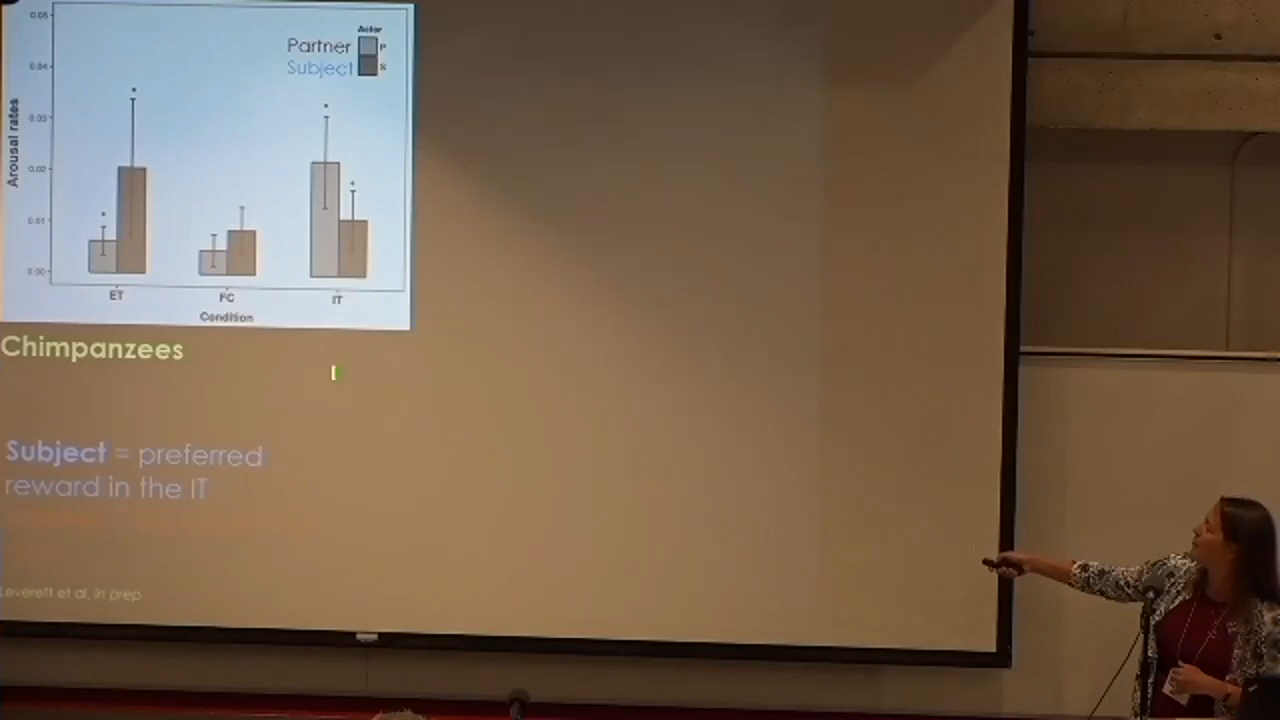 Actor
Partner P
Subject S
0.05
0.04
0.03
0.02
0.01
0.00
Arousal rates
ET FC IT
Condition
Chimpanzees
Subject = preferred
reward in the IT
Leverett et al, in prep